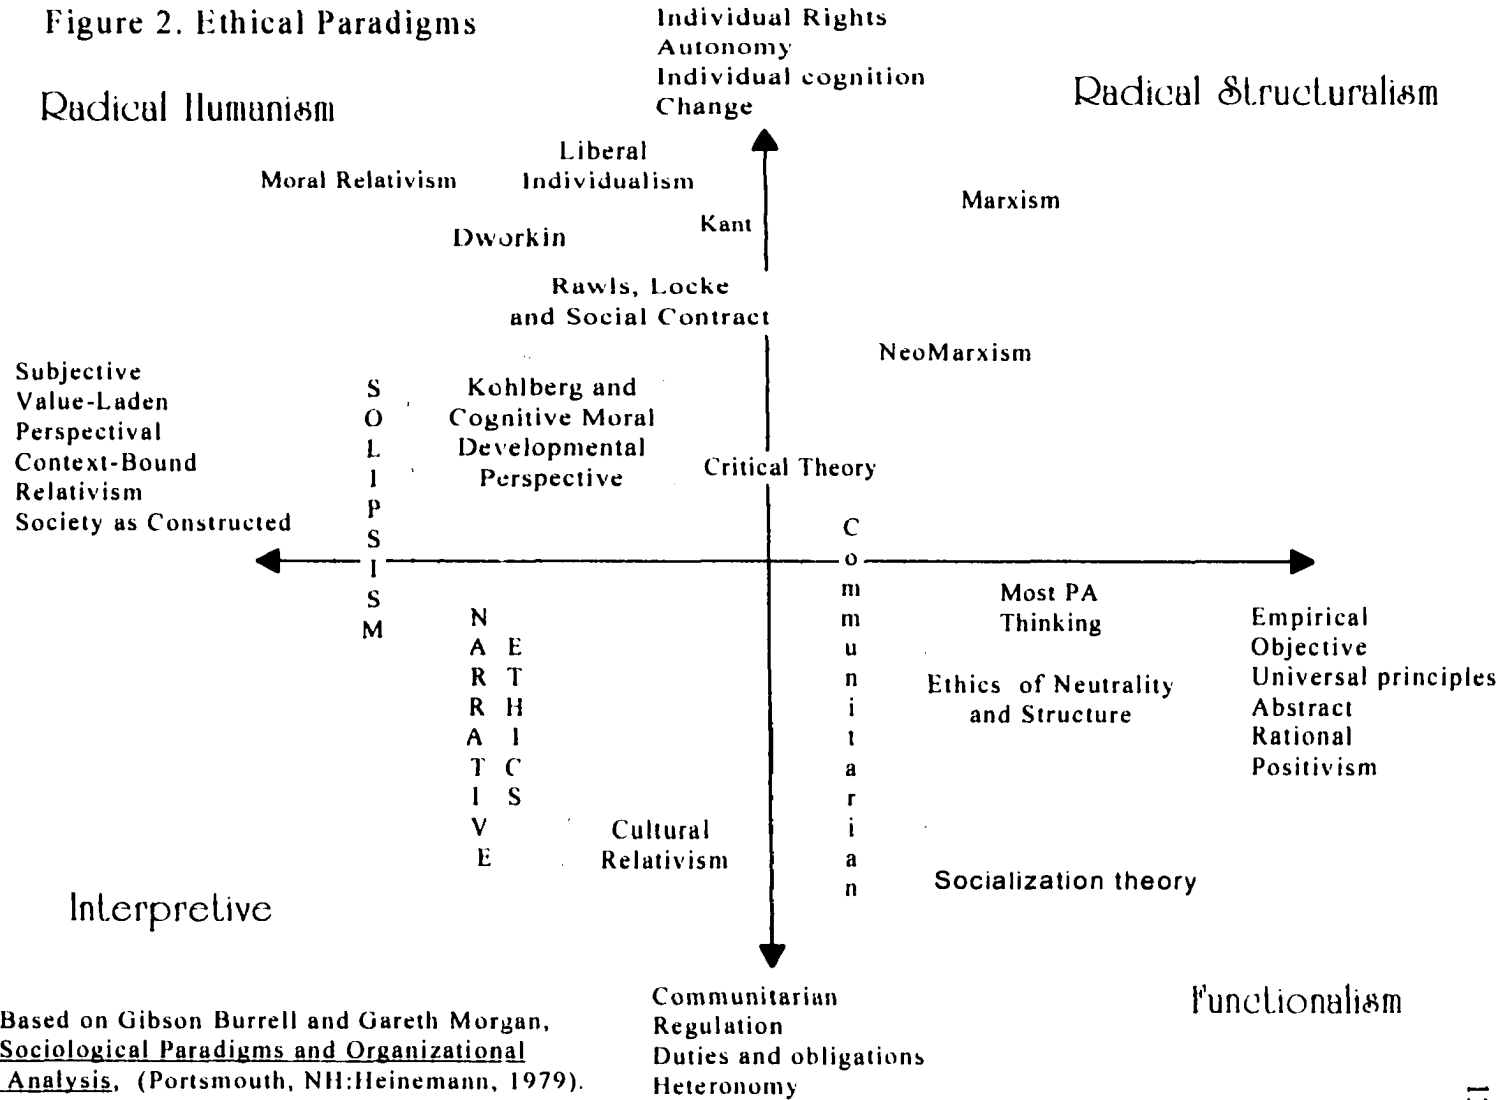 Figure 2. Ethical Paradigms
Individual Rights
Autonomy
Individual cognition
Change
Radical Humanism
Radical Structuralism
Liberal
Individualism
Moral Relativism
Marxism
Kant
Dworkin
Rawls, Locke
and Social Contract
NeoMarxism
Subjective
Value-Laden
Perspectival
Context-Bound
Relativism
Society as Constructed
SOLIPSISM
Kohlberg and
Cognitive Moral
Developmental
Perspective
Critical Theory
Communitarian
NARRATIVE
ETHICS
Most PA
Thinking
Ethics of Neutrality
and Structure
Empirical
Objective
Universal principles
Abstract
Rational
Positivism
Cultural
Relativism
Socialization theory
Interpretive
Functionalism
Communitarian
Regulation
Duties and obligations
Heteronomy
Based on Gibson Burrell and Gareth Morgan,
Sociological Paradigms and Organizational
Analysis, (Portsmouth, NH:Heinemann, 1979).